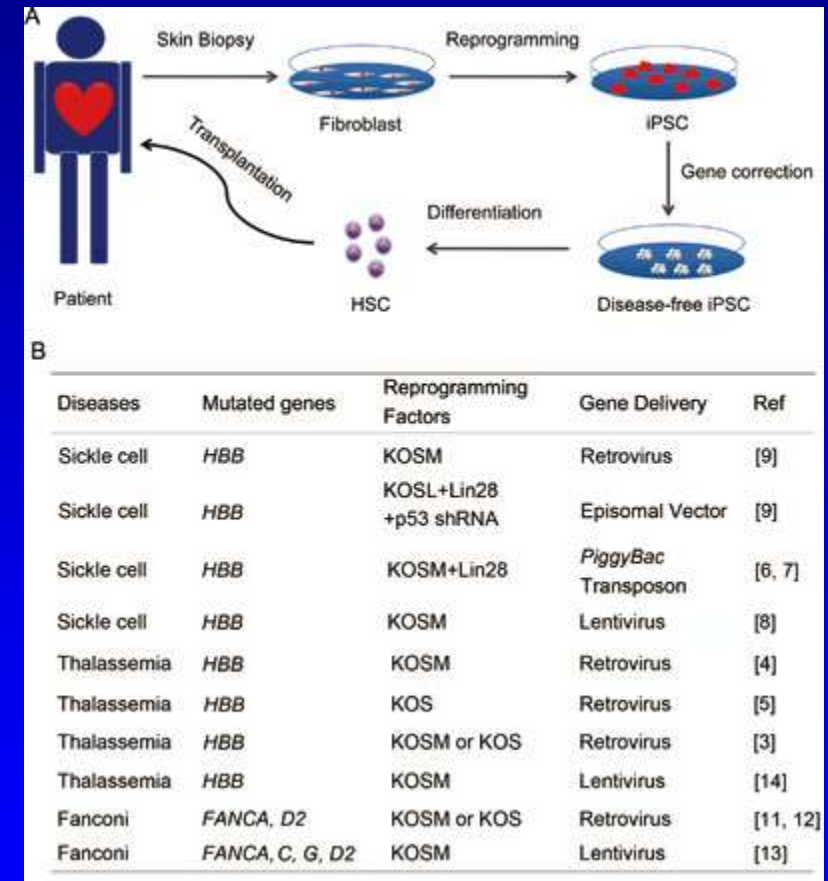 A
Skin Biopsy
Reprogramming
Fibroblast
iPSC
Transplantation
Gene correction
Differentiation
Patient
HSC
Disease-free iPSC
B
Diseases Mutated genes Reprogramming Factors Gene Delivery Ref
Sickle cell HBB KOSM Retrovirus [9]
Sickle cell HBB KOSL+Lin28 +p53 shRNA Episomal Vector [9]
Sickle cell HBB KOSM+Lin28 PiggyBac Transposon [6, 7]
Sickle cell HBB KOSM Lentivirus [8]
Thalassemia HBB KOSM Retrovirus [4]
Thalassemia HBB KOS Retrovirus [5]
Thalassemia HBB KOSM or KOS Retrovirus [3]
Thalassemia HBB KOSM Lentivirus [14]
Fanconi FANCA, D2 KOSM or KOS Retrovirus [11, 12]
Fanconi FANCA, C, G, D2 KOSM Lentivirus [13]